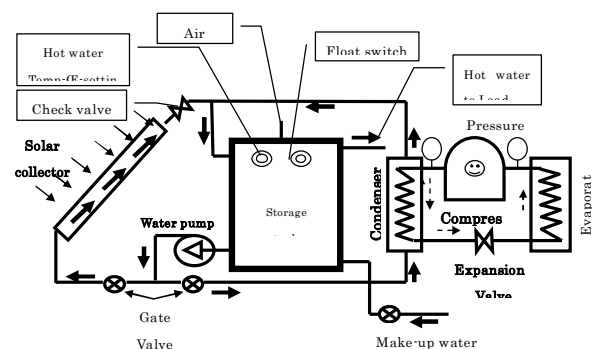 Air
Hot water
Float switch
Hot water
Check valve
Pressure
Solar
collector
Storage
Condenser
Evaporat
Water pump
Compres
Expansion
Valve
Gate
Valve
Make-up water